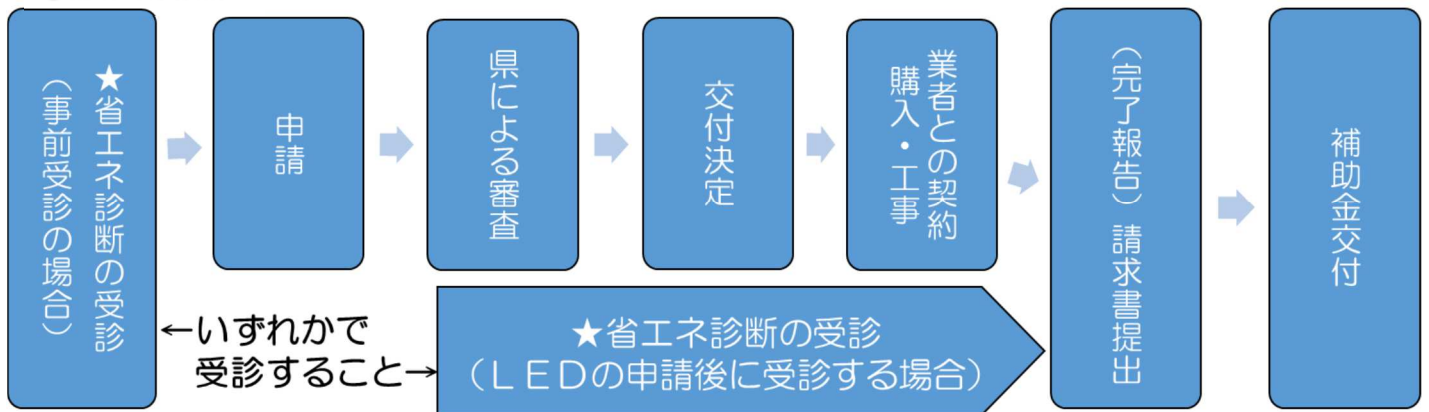 ★省エネ診断の受診
（事前受診の場合）
申請
県による審査
交付決定
業者との契約
購入・工事
（完了報告）請求書提出
補助金交付
←いずれかで
受診すること→
★省エネ診断の受診
（ＬＥＤの申請後に受診する場合）